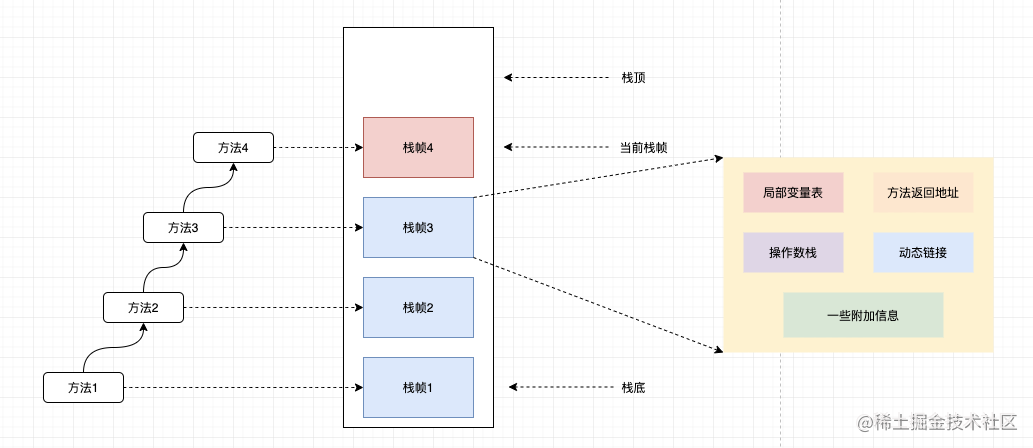 栈顶
方法4
栈帧4
当前栈帧
方法3
栈帧3
局部变量表
方法返回地址
操作数栈
动态链接
一些附加信息
方法2
栈帧2
方法1
栈帧1
栈底
@稀土掘金技术社区